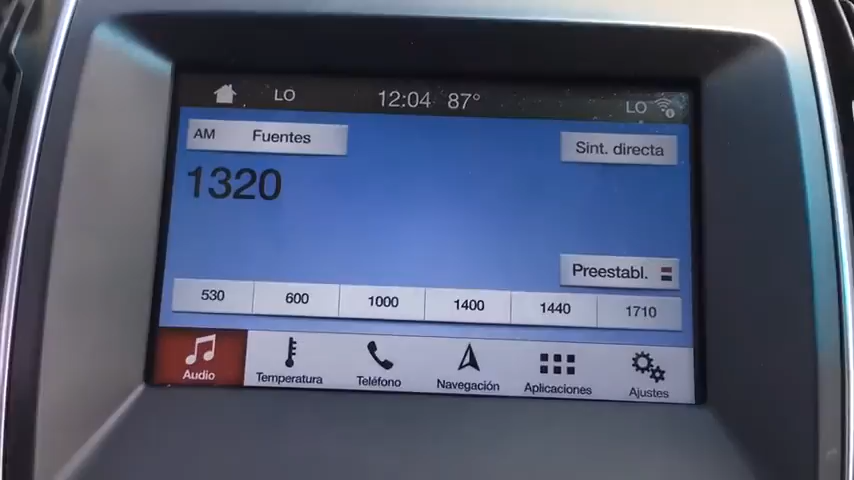 LO 12:04 87° LO
AM Fuentes
Sint. directa
1320
Preestabl.
530 600 1000 1400 1440 1710
Audio Temperatura Teléfono Navegación Aplicaciones Ajustes